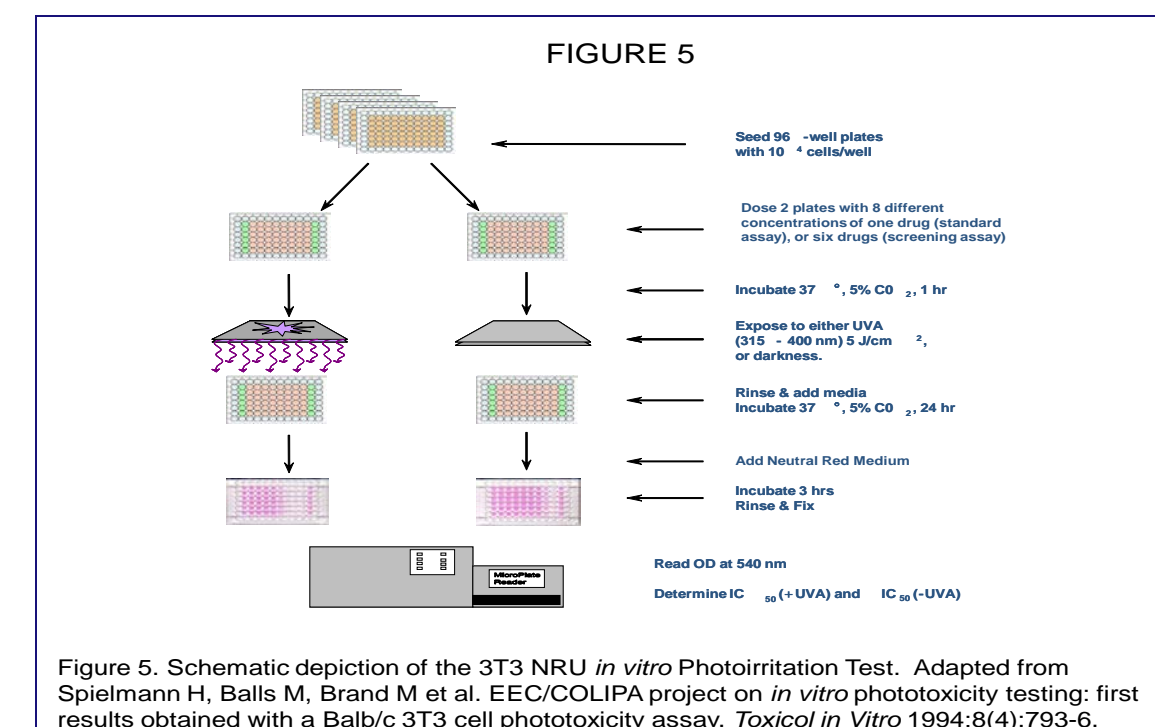 FIGURE 5
Seed 96 -well plates
with 10 4 cells/well
Dose 2 plates with 8 different
concentrations of one drug (standard
assay), or six drugs (screening assay)
Incubate 37 °, 5% C0 2, 1 hr
Expose to either UVA
(315 - 400 nm) 5 J/cm 2,
or darkness.
Rinse & add media
Incubate 37 °, 5% C0 2, 24 hr
Add Neutral Red Medium
Incubate 3 hrs
Rinse & Fix
MicroPlate
Reader
Read OD at 540 nm
Determine IC 50 (+UVA) and IC 50 (-UVA)
Figure 5. Schematic depiction of the 3T3 NRU in vitro Photoirritation Test. Adapted from
Spielmann H, Balls M, Brand M et al. EEC/COLIPA project on in vitro phototoxicity testing: first
results obtained with a Balb/c 3T3 cell phototoxicity assay. Toxicol in Vitro 1994;8(4):793-6.